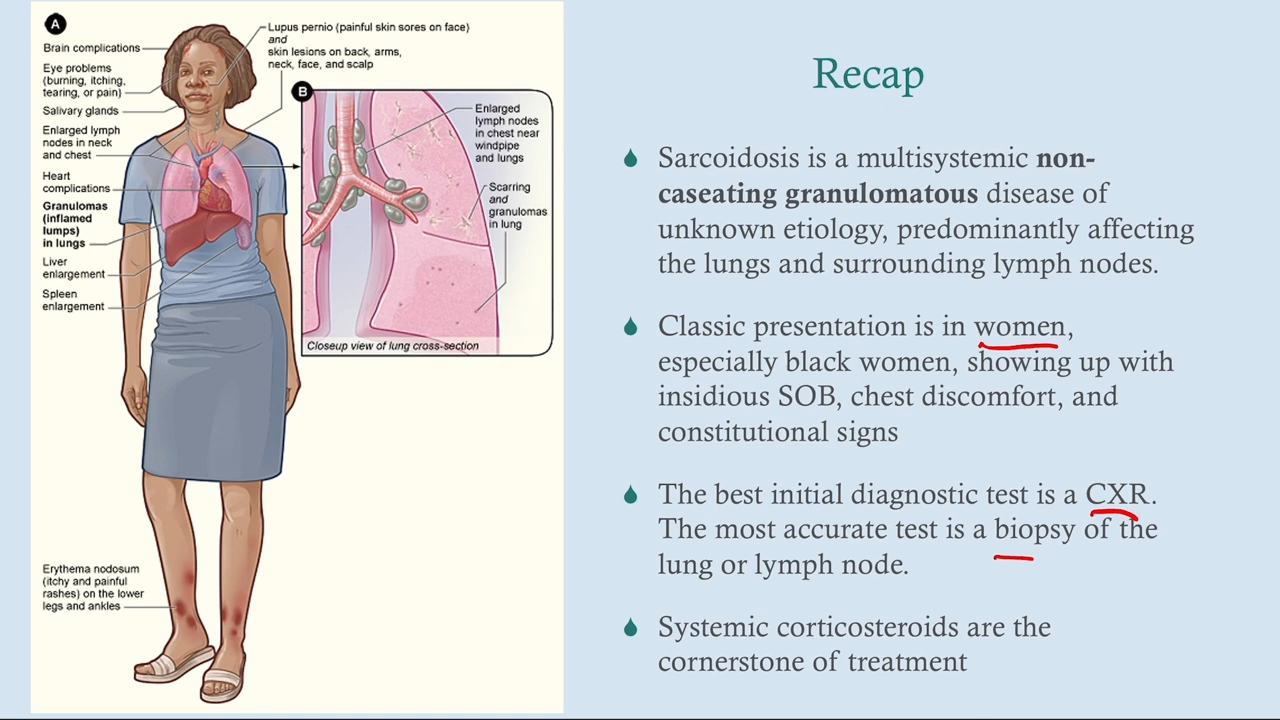 A
Brain complications
Eye problems
(burning, itching,
tearing, or pain)
Salivary glands
Enlarged lymph
nodes in neck
and chest
Heart
complications
Granulomas
(inflamed
lumps)
in lungs
Liver
enlargement
Spleen
enlargement
Erythema nodosum
(itchy and painful
rashes) on the lower
legs and ankles
Lupus pernio (painful skin sores on face)
and
skin lesions on back, arms,
neck, face, and scalp
B
Enlarged
lymph nodes
in chest near
windpipe
and lungs
Scarring
and
granulomas
in lung
Closeup view of lung cross-section
Recap
Sarcoidosis is a multisystemic non-
caseating granulomatous disease of
unknown etiology, predominantly affecting
the lungs and surrounding lymph nodes.
Classic presentation is in women,
especially black women, showing up with
insidious SOB, chest discomfort, and
constitutional signs
The best initial diagnostic test is a CXR.
The most accurate test is a biopsy of the
lung or lymph node.
Systemic corticosteroids are the
cornerstone of treatment